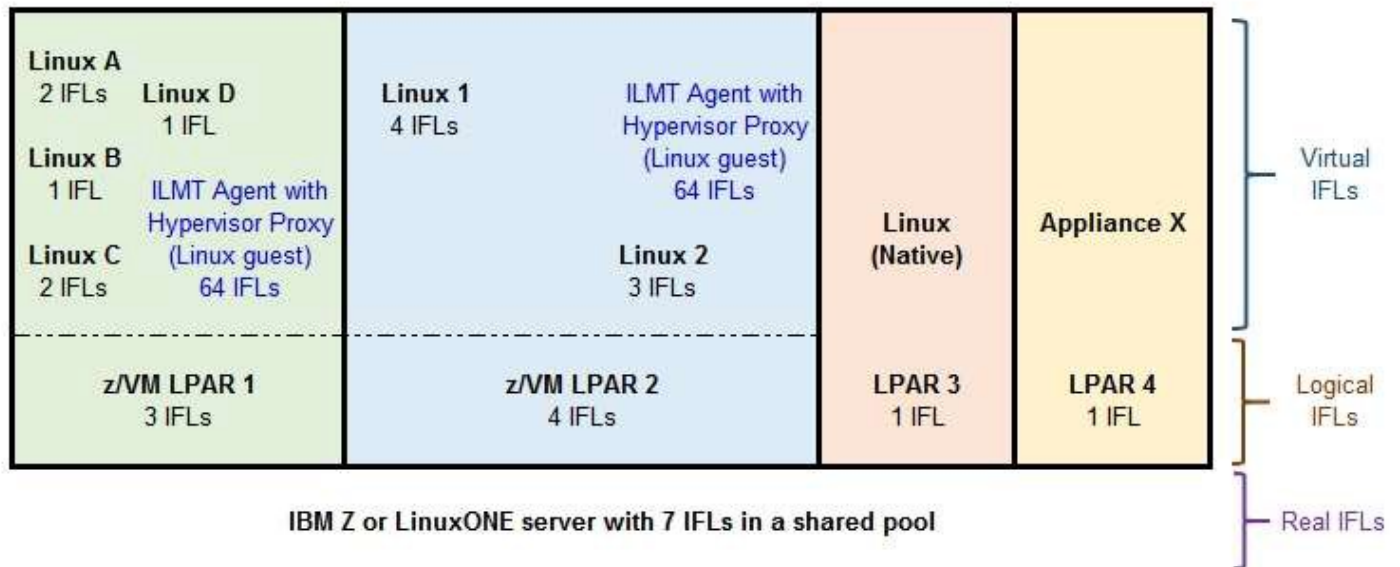 Linux A
2 IFLs
Linux D
1 IFL
Linux B
1 IFL
ILMT Agent with
Hypervisor Proxy
(Linux guest)
64 IFLs
Linux C
2 IFLs
z/VM LPAR 1
3 IFLs
Linux 1
4 IFLs
ILMT Agent with
Hypervisor Proxy
(Linux guest)
64 IFLs
Linux 2
3 IFLs
z/VM LPAR 2
4 IFLs
Linux
(Native)
LPAR 3
1 IFL
Appliance X
LPAR 4
1 IFL
Virtual
IFLs
Logical
IFLs
IBM Z or LinuxONE server with 7 IFLs in a shared pool
Real IFLs